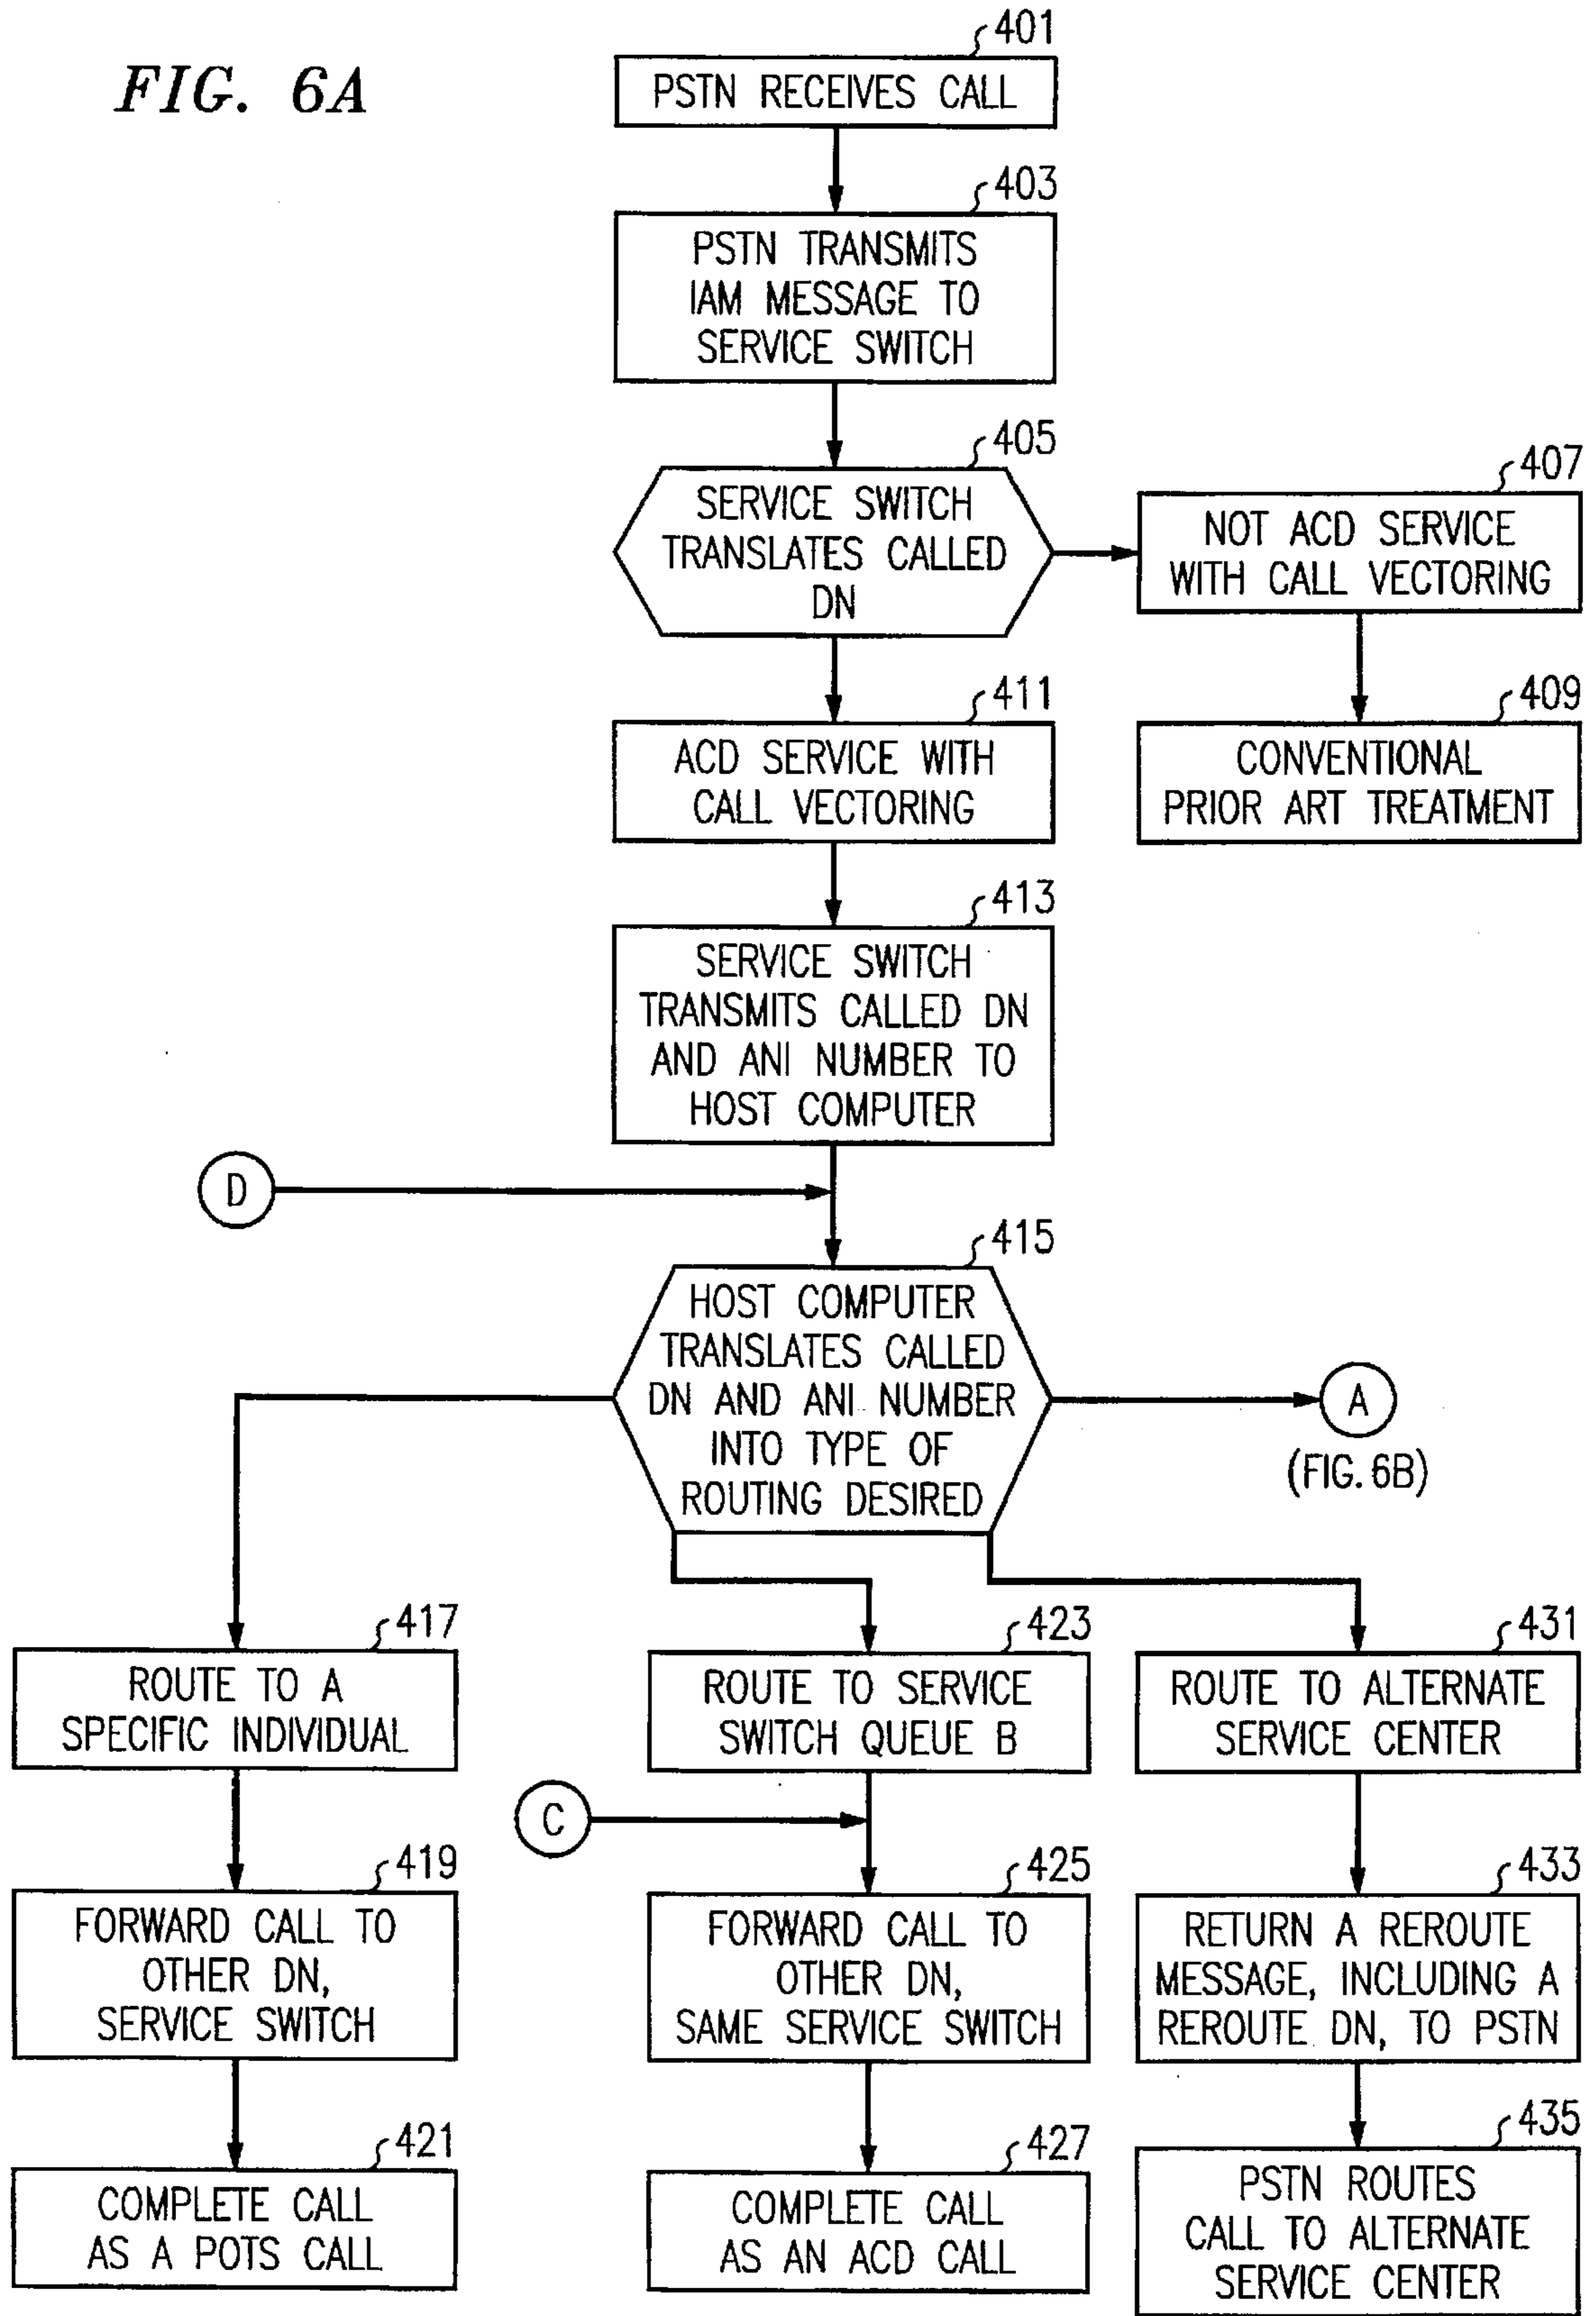 FIG. 6A
401
PSTN RECEIVES CALL
403
PSTN TRANSMITS
IAM MESSAGE TO
SERVICE SWITCH
405
SERVICE SWITCH
TRANSLATES CALLED
DN
407
NOT ACD SERVICE
WITH CALL VECTORING
411
ACD SERVICE WITH
CALL VECTORING
409
CONVENTIONAL
PRIOR ART TREATMENT
413
SERVICE SWITCH
TRANSMITS CALLED DN
AND ANI NUMBER TO
HOST COMPUTER
D
415
HOST COMPUTER
TRANSLATES CALLED
DN AND ANI NUMBER
INTO TYPE OF
ROUTING DESIRED
A
(FIG. 6B)
417
ROUTE TO A
SPECIFIC INDIVIDUAL
423
ROUTE TO SERVICE
SWITCH QUEUE B
431
ROUTE TO ALTERNATE
SERVICE CENTER
C
419
FORWARD CALL TO
OTHER DN,
SERVICE SWITCH
425
FORWARD CALL TO
OTHER DN,
SAME SERVICE SWITCH
433
RETURN A REROUTE
MESSAGE, INCLUDING A
REROUTE DN, TO PSTN
421
COMPLETE CALL
AS A POTS CALL
427
COMPLETE CALL
AS AN ACD CALL
435
PSTN ROUTES
CALL TO ALTERNATE
SERVICE CENTER